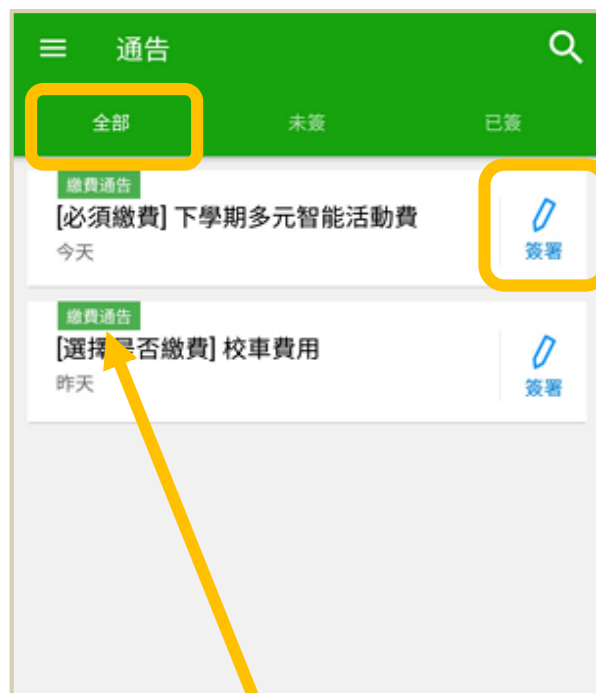 通告
全部 未簽 已簽
繳費通告
[必須繳費] 下學期多元智能活動費
今天
簽署
繳費通告
[選擇是否繳費] 校車費用
昨天
簽署